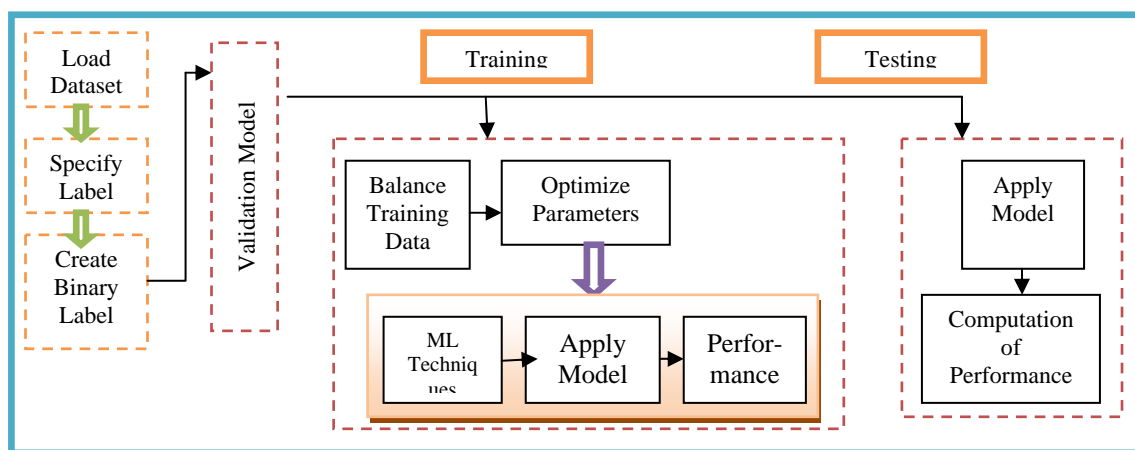 Load
Dataset
Specify
Label
Create
Binary
Label
Validation Model
Training
Testing
Balance
Training
Data
Optimize
Parameters
ML
Techniq
ues
Apply
Model
Perfor-
mance
Apply
Model
Computation
of
Performance